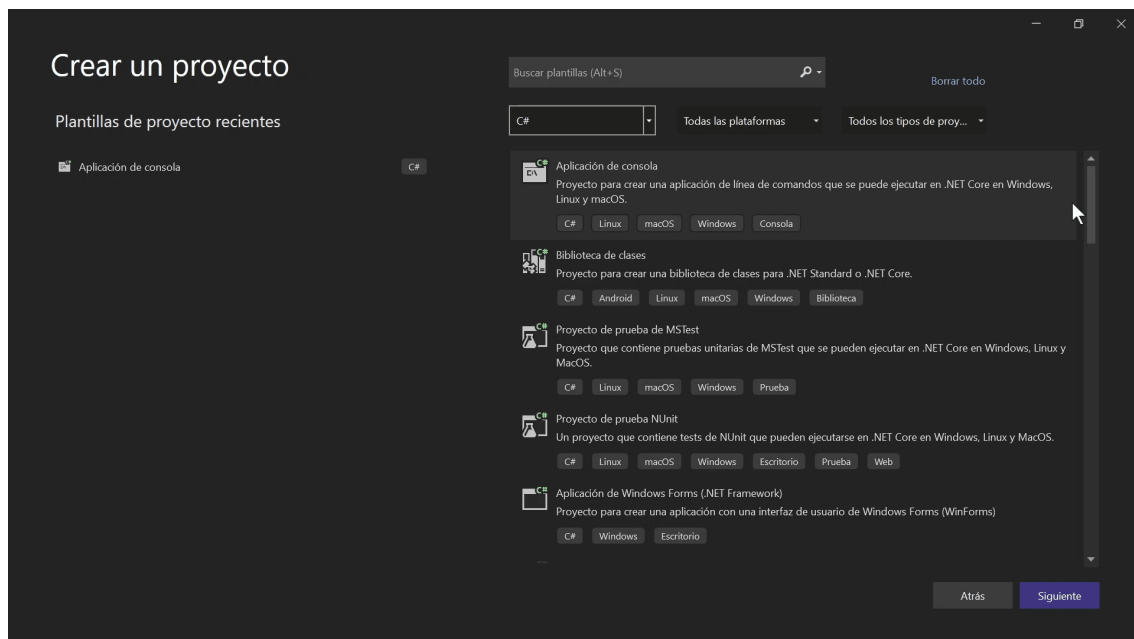 Crear un proyecto
Plantillas de proyecto recientes
Aplicación de consola
C#
Buscar plantillas (Alt+S)
Borrar todo
C#
Todas las plataformas
Todos los tipos de proy...
C#
Aplicación de consola
Proyecto para crear una aplicación de línea de comandos que se puede ejecutar en .NET Core en Windows,
Linux y macOS.
C# Linux macOS Windows Consola
C#
Biblioteca de clases
Proyecto para crear una biblioteca de clases para .NET Standard o .NET Core.
C# Android Linux macOS Windows Biblioteca
C#
Proyecto de prueba de MSTest
Proyecto que contiene pruebas unitarias de MSTest que se pueden ejecutar en .NET Core en Windows, Linux y
MacOS.
C# Linux macOS Windows Prueba
C#
Proyecto de prueba NUnit
Un proyecto que contiene tests de NUnit que pueden ejecutarse en .NET Core en Windows, Linux y MacOS.
C# Linux macOS Windows Escritorio Prueba Web
C#
Aplicación de Windows Forms (.NET Framework)
Proyecto para crear una aplicación con una interfaz de usuario de Windows Forms (WinForms)
C# Windows Escritorio
Atrás
Siguiente